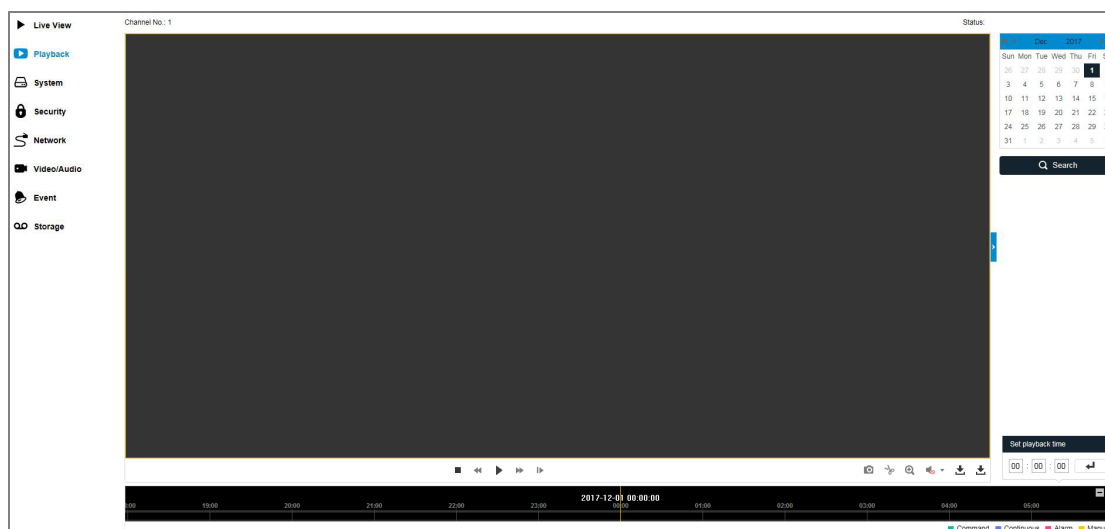 Live View
Playback
System
Security
Network
Video/Audio
Event
Storage
Channel No.: 1
Status:
Dec 2017
Sun Mon Tue Wed Thu Fri S
26 27 28 29 30 1
3 4 5 6 7 8
10 11 12 13 14 15
17 18 19 20 21 22
24 25 26 27 28 29
31 1 2 3 4 5
Search
Set playback time
00 : 00 : 00
2017-12-01 00:00:00
:00 19:00 20:00 21:00 22:00 23:00 00:00 01:00 02:00 03:00 04:00 05:00
Command Continuous Alarm Manu